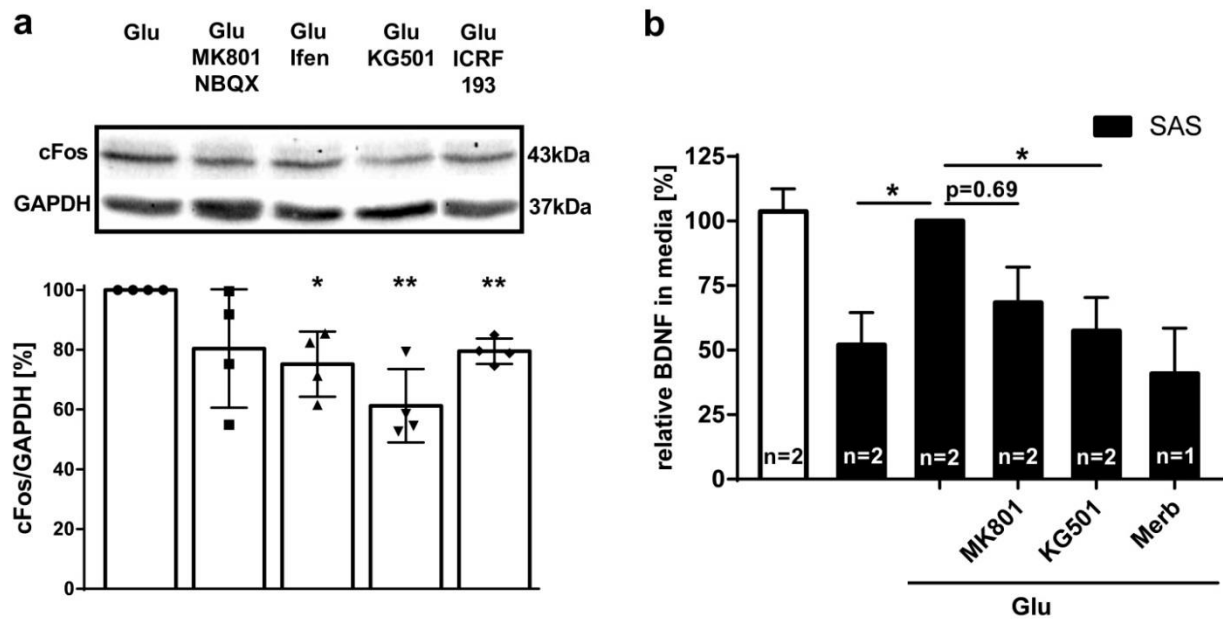 a
Glu
Glu
MK801
NBQX
Glu
Ifen
Glu
KG501
Glu
ICRF
193
cFos
43kDa
GAPDH
37kDa
* ** **
cFos/GAPDH [%]
100
80
60
40
20
0
b
SAS
relative BDNF in media [%]
125
100
75
50
25
0
*
p=0.69
*
n=2
n=2
n=2
n=2
n=2
n=1
MK801
KG501
Merb
Glu